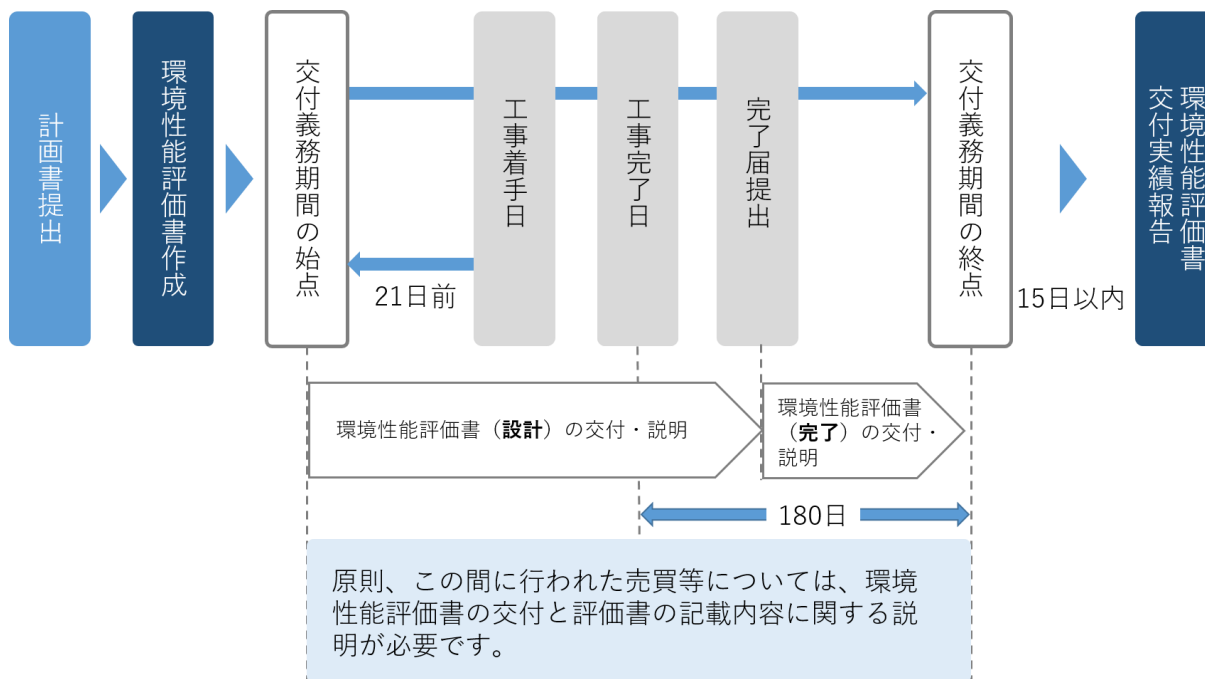 計画書提出
環境性能評価書作成
交付義務期間の始点
工事着手日
工事完了日
完了届提出
交付義務期間の終点
環境性能評価書
交付実績報告
21日前
15日以内
環境性能評価書（設計）の交付・説明
環境性能評価書
（完了）の交付・
説明
180日
原則、この間に行われた売買等については、環境
性能評価書の交付と評価書の記載内容に関する説
明が必要です。